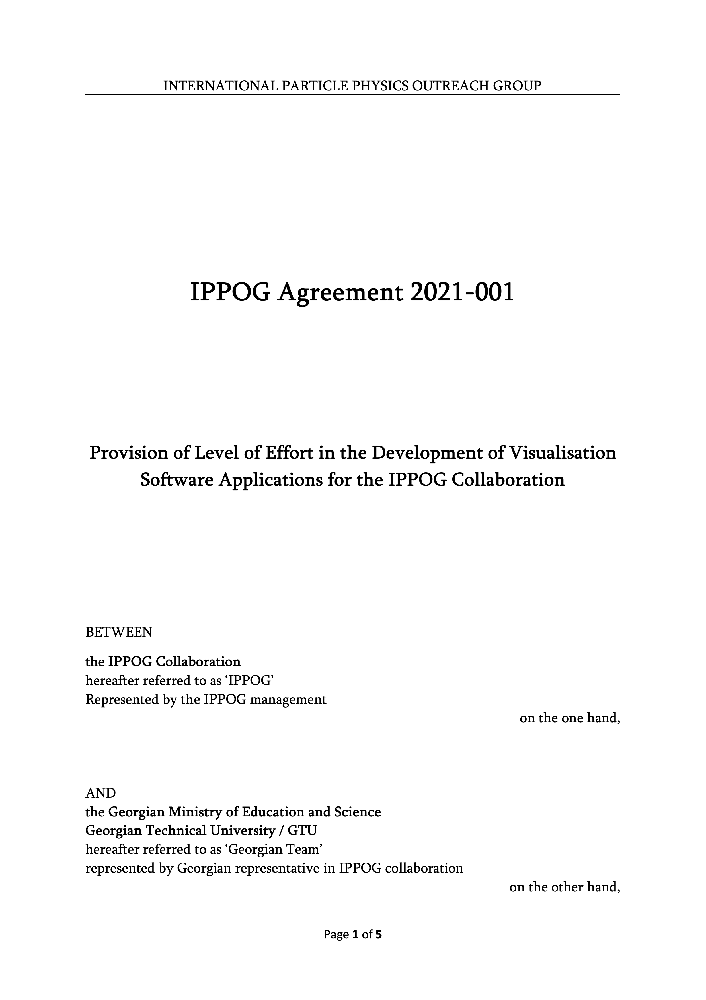 INTERNATIONAL PARTICLE PHYSICS OUTREACH GROUP
IPPOG Agreement 2021-001
Provision of Level of Effort in the Development of Visualisation
Software Applications for the IPPOG Collaboration
BETWEEN
the IPPOG Collaboration
hereafter referred to as ‘IPPOG’
Represented by the IPPOG management
on the one hand,
AND
the Georgian Ministry of Education and Science
Georgian Technical University / GTU
hereafter referred to as ‘Georgian Team’
represented by Georgian representative in IPPOG collaboration
on the other hand,
Page 1 of 5